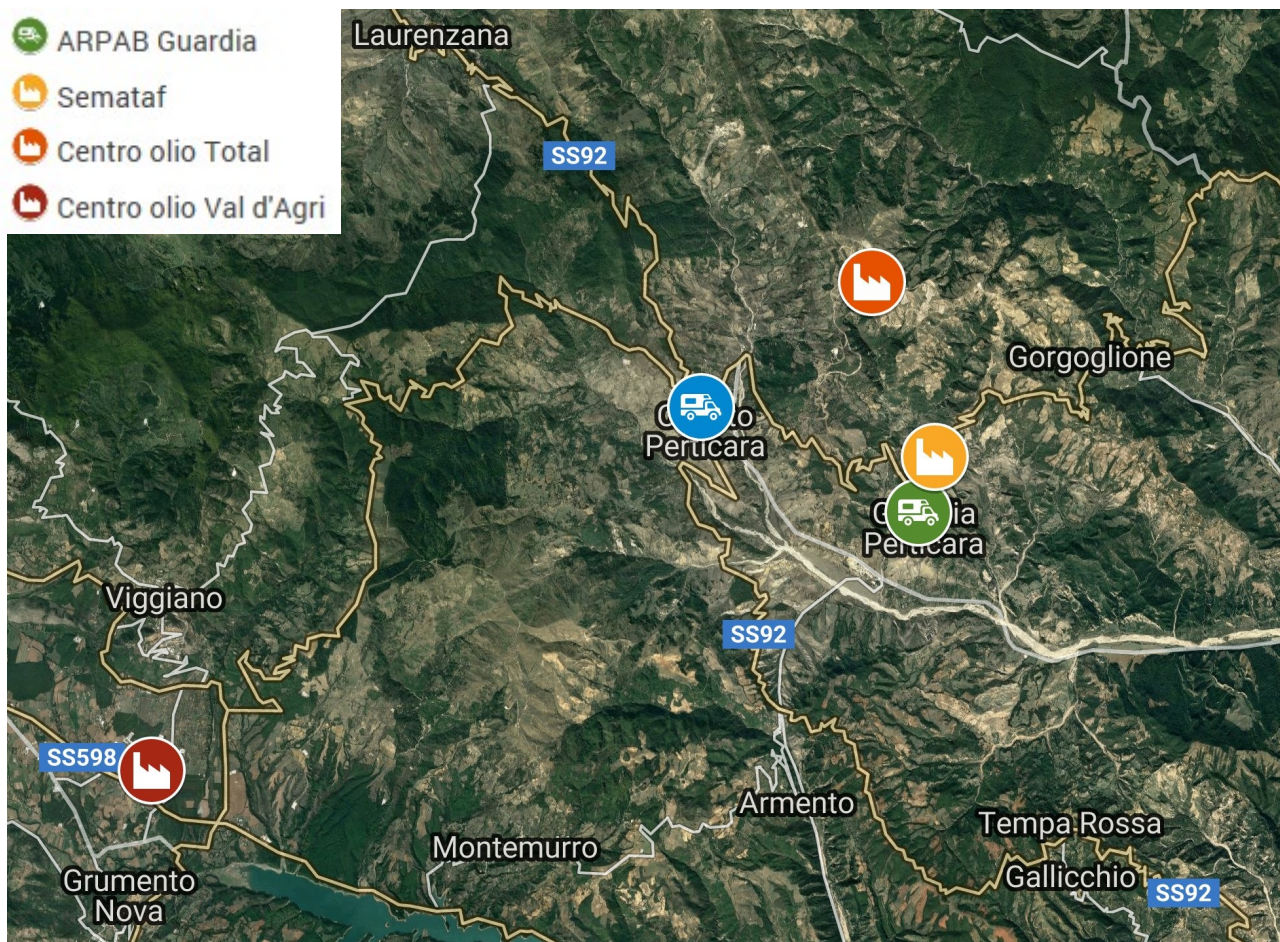 ARPAB Guardia
Semataf
Centro olio Total
Centro olio Val d'Agri
Laurenzana
SS92
Gorgoglione
Perticara
Perticara
Viggiano
SS92
SS598
Armento
Tempa Rossa
Montemurro
Gallicchio
SS92
Grumento
Nova